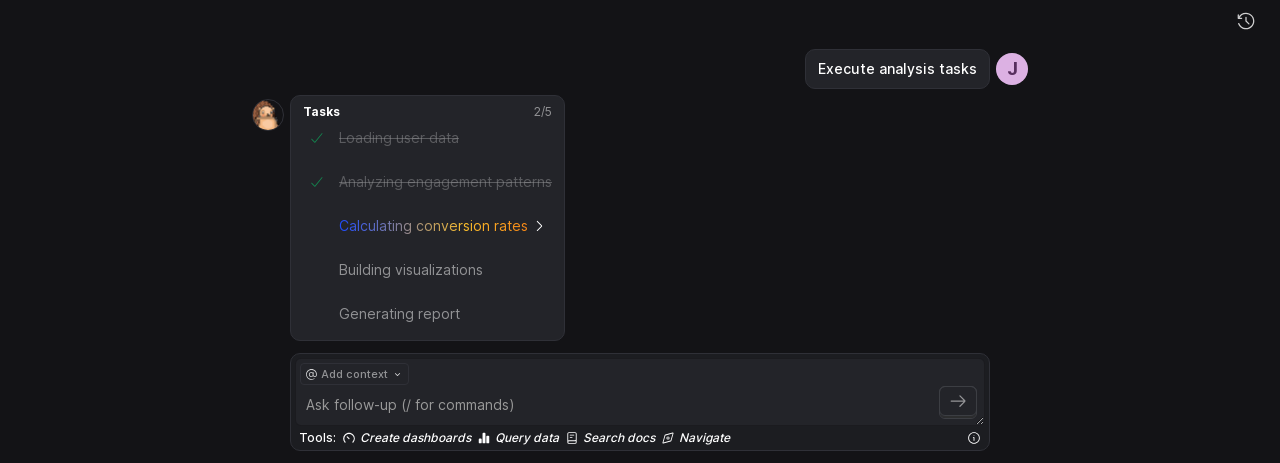 Execute analysis tasks
J
Tasks 2/5
Loading user data
Analyzing engagement patterns
Calculating conversion rates
Building visualizations
Generating report
@ Add context
Ask follow-up (/ for commands)
Tools: Create dashboards Query data Search docs Navigate